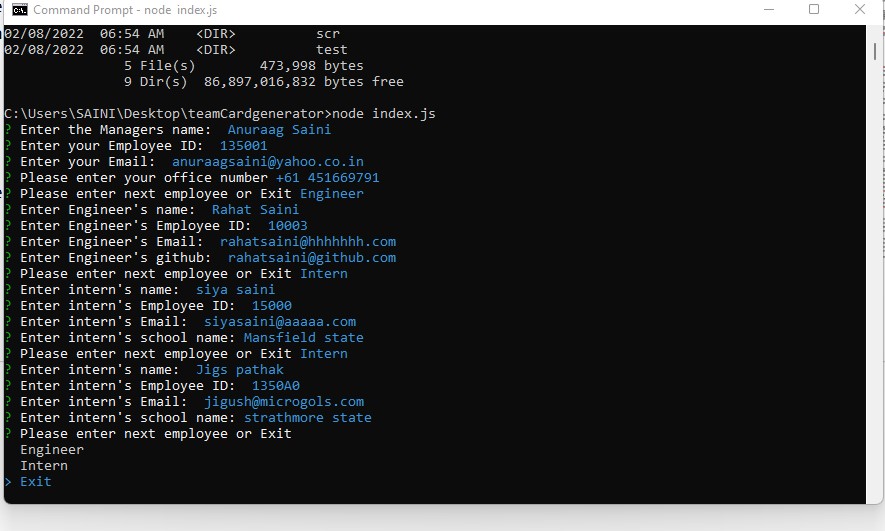 Command Prompt - node index.js
02/08/2022  06:54 AM    <DIR>          scr
02/08/2022  06:54 AM    <DIR>          test
               5 File(s)        473,998 bytes
               9 Dir(s)  86,897,016,832 bytes free
C:\Users\SAINI\Desktop\teamCardgenerator>node index.js
? Enter the Managers name:  Anuraag Saini
? Enter your Employee ID:  135001
? Enter your Email:  anuraagsaini@yahoo.co.in
? Please enter your office number +61 451669791
? Please enter next employee or Exit Engineer
? Enter Engineer's name:  Rahat Saini
? Enter Engineer's Employee ID:  10003
? Enter Engineer's Email:  rahatsaini@hhhhhhh.com
? Enter Engineer's github:  rahatsaini@github.com
? Please enter next employee or Exit Intern
? Enter intern's name:  siya saini
? Enter intern's Employee ID:  15000
? Enter intern's Email:  siyasaini@aaaaa.com
? Enter intern's school name: Mansfield state
? Please enter next employee or Exit Intern
? Enter intern's name:  Jigs pathak
? Enter intern's Employee ID:  1350A0
? Enter intern's Email:  jigush@microgols.com
? Enter intern's school name: strathmore state
? Please enter next employee or Exit
  Engineer
  Intern
> Exit